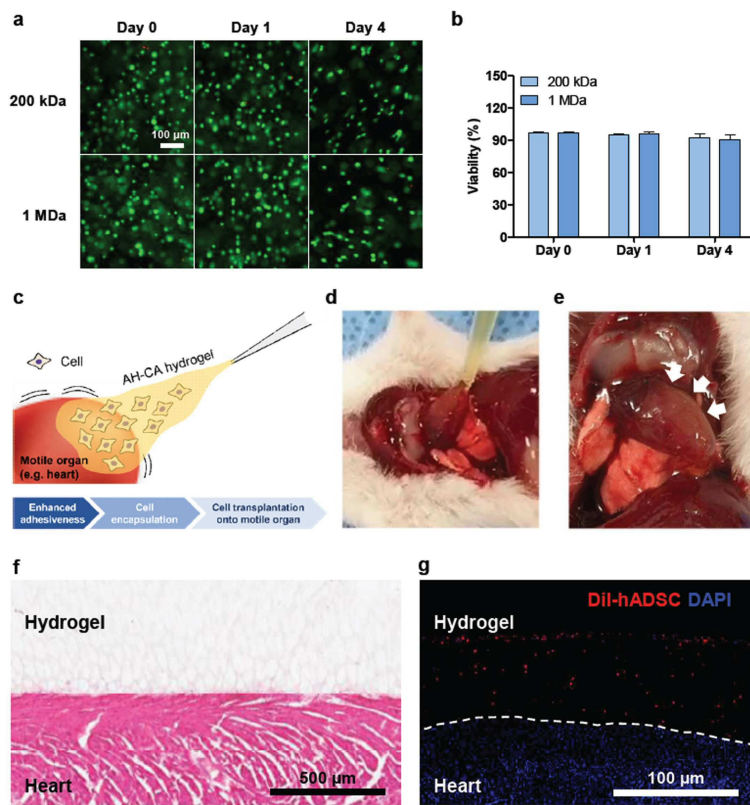 a
Day 0
Day 1
Day 4
200 kDa
100 μm
1 MDa
b
200 kDa
1 MDa
Viability (%)
150
120
90
60
30
0
Day 0
Day 1
Day 4
c
Cell
AH-CA hydrogel
Motile organ
(e.g. heart)
Enhanced
adhesiveness
Cell
encapsulation
Cell transplantation
onto motile organ
d
e
f
Hydrogel
Heart
500 μm
g
DiI-hADSC DAPI
Hydrogel
Heart
100 μm